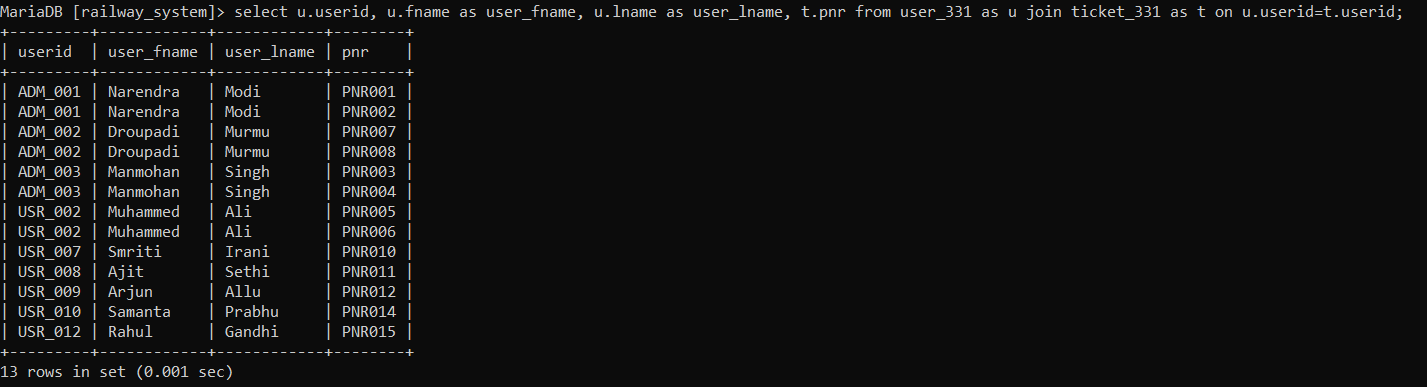 MariaDB [railway_system]> select u.userid, u.fname as user_fname, u.lname as user_lname, t.pnr from user_331 as u join ticket_331 as t on u.userid=t.userid;
+---------+------------+------------+--------+
| userid  | user_fname | user_lname | pnr    |
+---------+------------+------------+--------+
| ADM_001 | Narendra   | Modi       | PNR001 |
| ADM_001 | Narendra   | Modi       | PNR002 |
| ADM_002 | Droupadi   | Murmu      | PNR007 |
| ADM_002 | Droupadi   | Murmu      | PNR008 |
| ADM_003 | Manmohan   | Singh      | PNR003 |
| ADM_003 | Manmohan   | Singh      | PNR004 |
| USR_002 | Muhammed   | Ali        | PNR005 |
| USR_002 | Muhammed   | Ali        | PNR006 |
| USR_007 | Smriti     | Irani      | PNR010 |
| USR_008 | Ajit       | Sethi      | PNR011 |
| USR_009 | Arjun      | Allu       | PNR012 |
| USR_010 | Samanta    | Prabhu     | PNR014 |
| USR_012 | Rahul      | Gandhi     | PNR015 |
+---------+------------+------------+--------+
13 rows in set (0.001 sec)